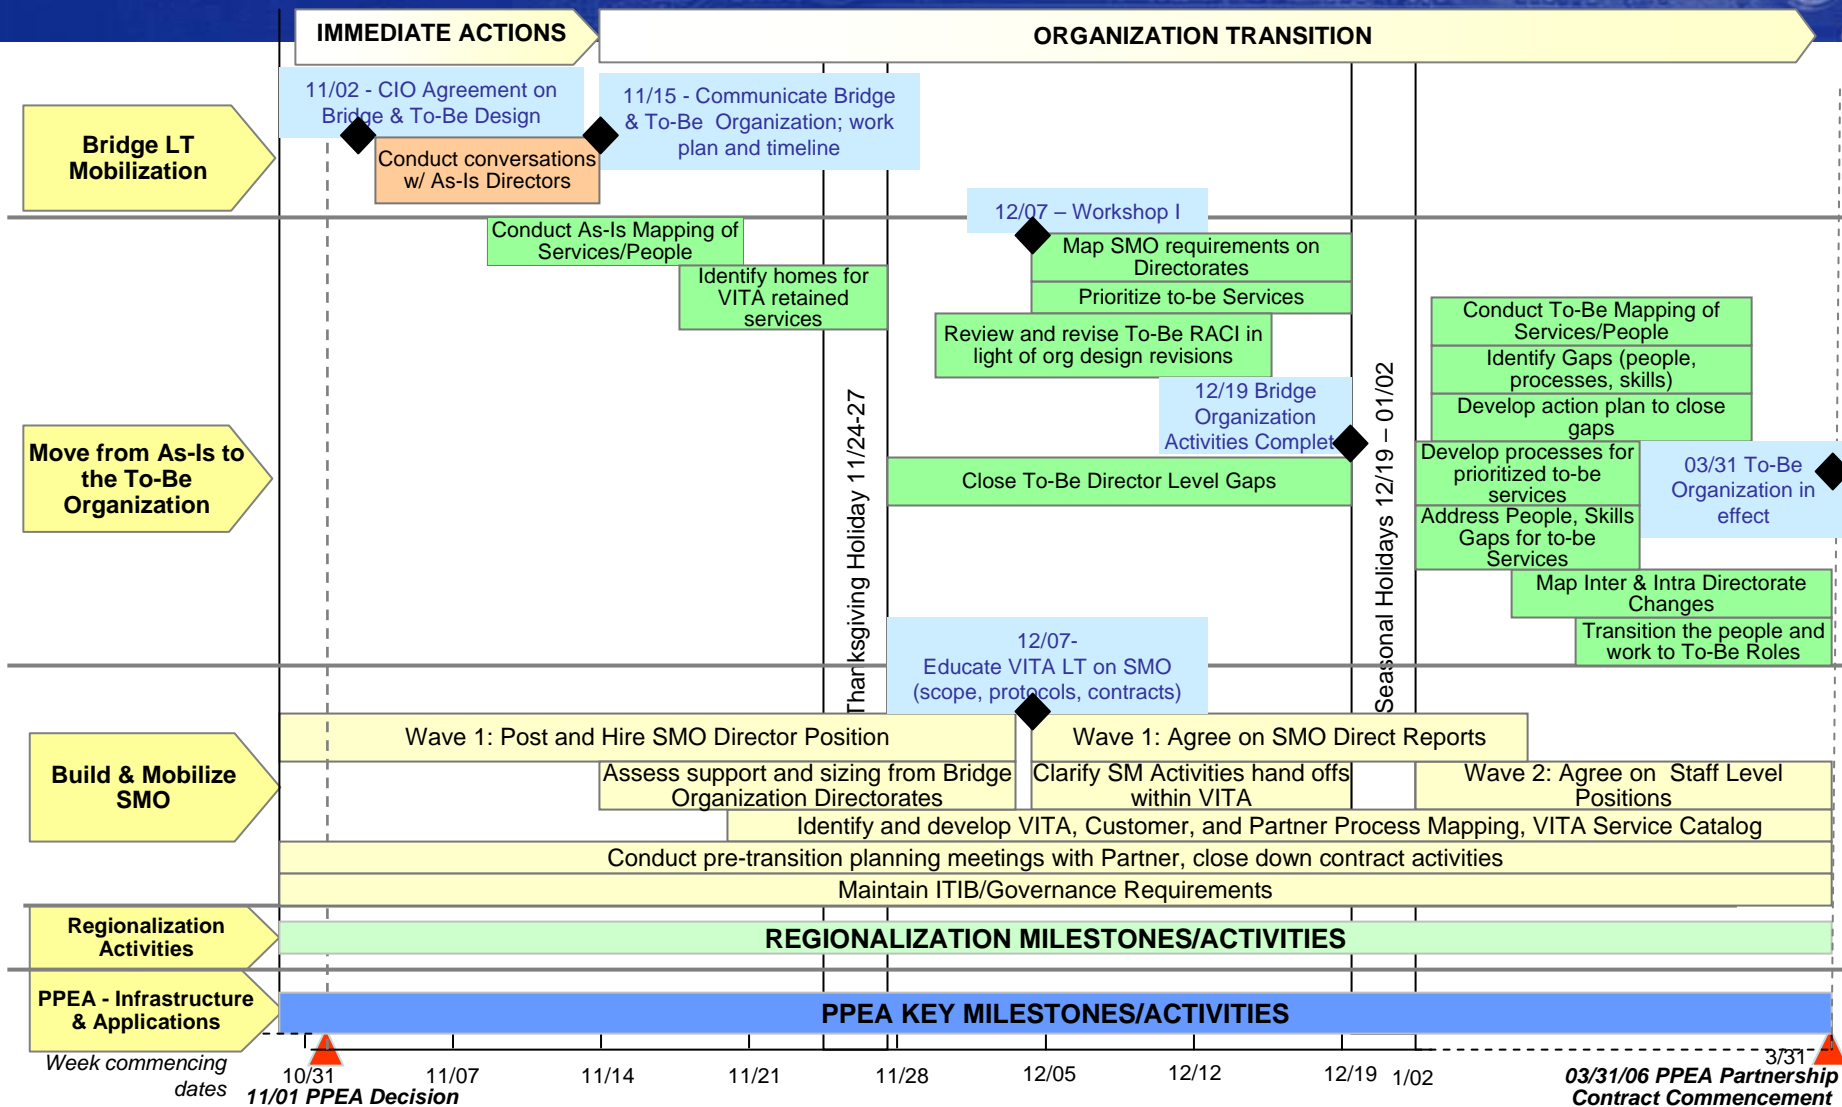 IMMEDIATE ACTIONS
ORGANIZATION TRANSITION
Bridge LT
Mobilization
11/02 - CIO Agreement on
Bridge & To-Be Design
11/15 - Communicate Bridge
& To-Be Organization; work
plan and timeline
Conduct conversations
w/ As-Is Directors
Move from As-Is to
the To-Be
Organization
Conduct As-Is Mapping of
Services/People
Identify homes for
VITA retained
services
12/07 – Workshop I
Map SMO requirements on
Directorates
Prioritize to-be Services
Review and revise To-Be RACI in
light of org design revisions
12/19 Bridge
Organization
Activities Complet
Close To-Be Director Level Gaps
Thanksgiving Holiday 11/24-27
Seasonal Holidays 12/19 – 01/02
Conduct To-Be Mapping of
Services/People
Identify Gaps (people,
processes, skills)
Develop action plan to close
gaps
Develop processes for
prioritized to-be
services
Address People, Skills
Gaps for to-be
Services
03/31 To-Be
Organization in
effect
Map Inter & Intra Directorate
Changes
Transition the people and
work to To-Be Roles
Build & Mobilize
SMO
12/07-
Educate VITA LT on SMO
(scope, protocols, contracts)
Wave 1: Post and Hire SMO Director Position
Wave 1: Agree on SMO Direct Reports
Assess support and sizing from Bridge
Organization Directorates
Clarify SM Activities hand offs
within VITA
Wave 2: Agree on Staff Level
Positions
Identify and develop VITA, Customer, and Partner Process Mapping, VITA Service Catalog
Conduct pre-transition planning meetings with Partner, close down contract activities
Maintain ITIB/Governance Requirements
Regionalization
Activities
REGIONALIZATION MILESTONES/ACTIVITIES
PPEA - Infrastructure
& Applications
PPEA KEY MILESTONES/ACTIVITIES
Week commencing
dates
10/31
11/07
11/14
11/21
11/28
12/05
12/12
12/19
1/02
3/31
11/01 PPEA Decision
03/31/06 PPEA Partnership
Contract Commencement